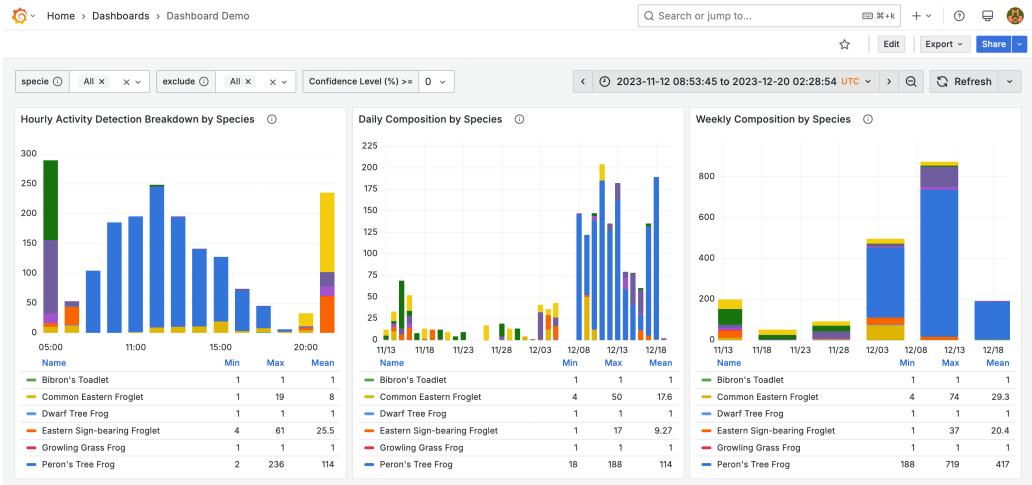 Home > Dashboards > Dashboard Demo
Search or jump to...
⌘+k
Edit
Export
Share
specie
All ×
exclude
All ×
Confidence Level (%) >=
0
2023-11-12 08:53:45 to 2023-12-20 02:28:54 UTC
Refresh
Hourly Activity Detection Breakdown by Species
300
250
200
150
100
50
0
05:00 11:00 15:00 20:00
Name Min Max Mean
Bibron's Toadlet 1 1 1
Common Eastern Froglet 1 19 8
Dwarf Tree Frog 1 1 1
Eastern Sign-bearing Froglet 4 61 25.5
Growling Grass Frog 1 1 1
Peron's Tree Frog 2 236 114
Daily Composition by Species
225
200
175
150
125
100
75
50
25
0
11/13 11/18 11/23 11/28 12/03 12/08 12/13 12/18
Name Min Max Mean
Bibron's Toadlet 1 1 1
Common Eastern Froglet 4 50 17.6
Dwarf Tree Frog 1 1 1
Eastern Sign-bearing Froglet 1 17 9.27
Growling Grass Frog 1 1 1
Peron's Tree Frog 18 188 114
Weekly Composition by Species
800
600
400
200
0
11/13 11/18 11/23 11/28 12/03 12/08 12/13 12/18
Name Min Max Mean
Bibron's Toadlet 1 1 1
Common Eastern Froglet 4 74 29.3
Dwarf Tree Frog 1 1 1
Eastern Sign-bearing Froglet 1 37 20.4
Growling Grass Frog 1 1 1
Peron's Tree Frog 188 719 417